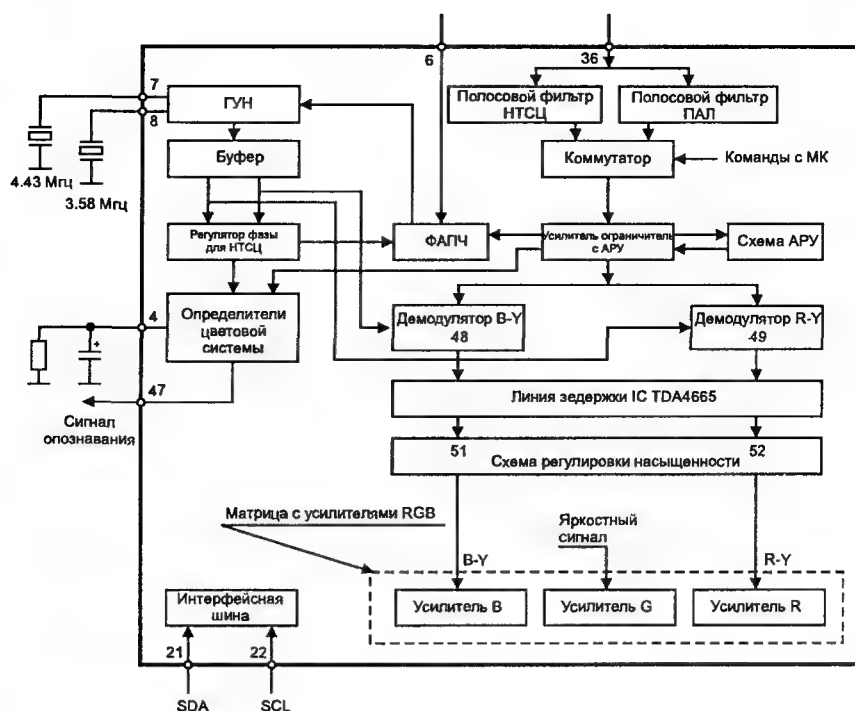 6
36
7
8
ГУН
Полосовой фильтр
НТСЦ
Полосовой фильтр
ПАЛ
Буфер
Коммутатор
Команды с МК
4.43 Мгц
3.58 Мгц
Регулятор фазы
для НТСЦ
ФАПЧ
Усилитель ограничитель
с АРУ
Схема АРУ
4
Определители
цветовой
системы
Демодулятор B-Y
48
Демодулятор R-Y
49
47
Сигнал
опознавания
Линия зедержки IC TDA4665
51
52
Схема регулировки насыщенности
Матрица с усилителями RGB
Яркостный
сигнал
B-Y
R-Y
Усилитель B
Усилитель G
Усилитель R
Интерфейсная
шина
21
22
SDA
SCL